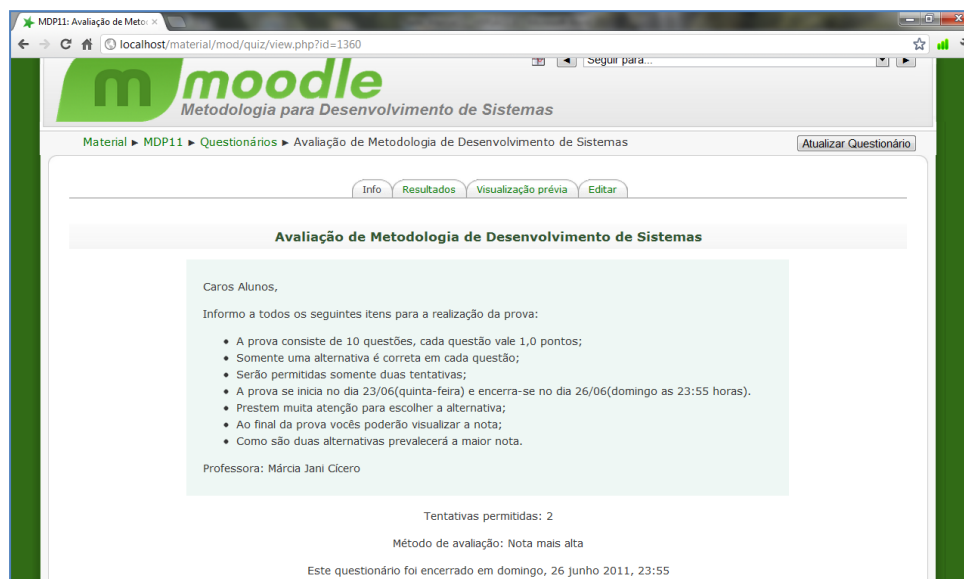 MDP11: Avaliação de Meto
localhost/material/mod/quiz/view.php?id=1360
Seguir para...
m moodle
Metodologia para Desenvolvimento de Sistemas
Material ► MDP11 ► Questionários ► Avaliação de Metodologia de Desenvolvimento de Sistemas
Atualizar Questionário
Info Resultados Visualização prévia Editar
Avaliação de Metodologia de Desenvolvimento de Sistemas
Caros Alunos,
Informo a todos os seguintes itens para a realização da prova:
• A prova consiste de 10 questões, cada questão vale 1,0 pontos;
• Somente uma alternativa é correta em cada questão;
• Serão permitidas somente duas tentativas;
• A prova se inicia no dia 23/06(quinta-feira) e encerra-se no dia 26/06(domingo as 23:55 horas).
• Prestem muita atenção para escolher a alternativa;
• Ao final da prova vocês poderão visualizar a nota;
• Como são duas alternativas prevalecerá a maior nota.
Professora: Márcia Jani Cícero
Tentativas permitidas: 2
Método de avaliação: Nota mais alta
Este questionário foi encerrado em domingo, 26 junho 2011, 23:55